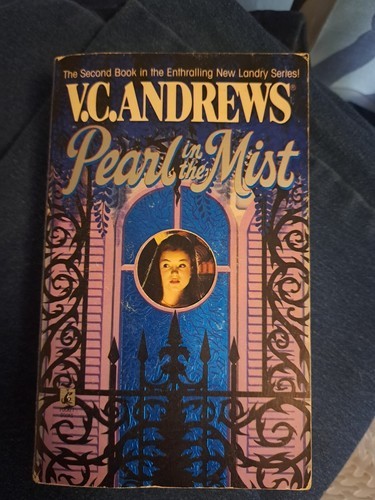 The Second Book in the Enthralling New Landry Series!
V.C. ANDREWS®
Pearl in the Mist